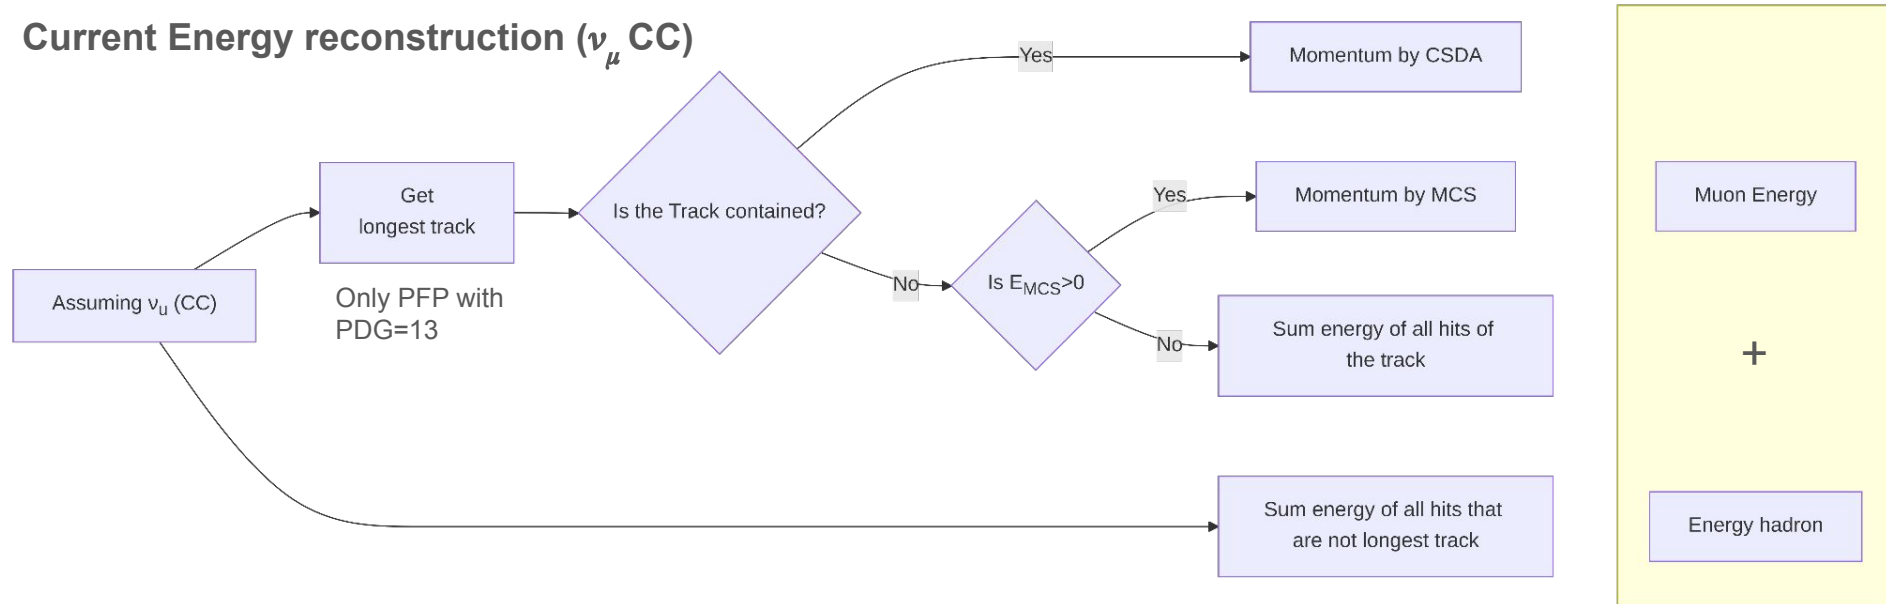 Current Energy reconstruction (νμ CC)
Yes
Momentum by CSDA
Get
longest track
Is the Track contained?
Yes
Momentum by MCS
Muon Energy
Assuming νu (CC)
Only PFP with
PDG=13
No
Is EMCS>0
No
Sum energy of all hits of
the track
+
Sum energy of all hits that
are not longest track
Energy hadron